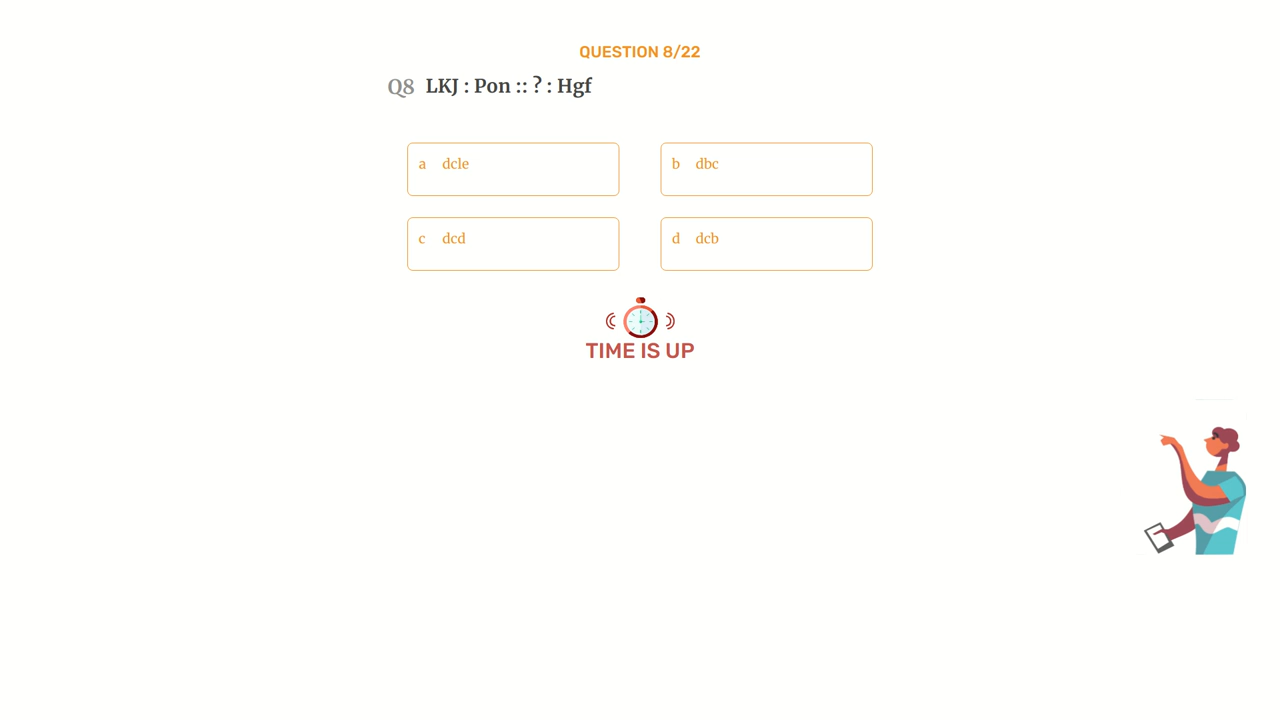 QUESTION 8/22
Q8 LKJ : Pon :: ? : Hgf
a dcle
b dbc
c dcd
d dcb
TIME IS UP